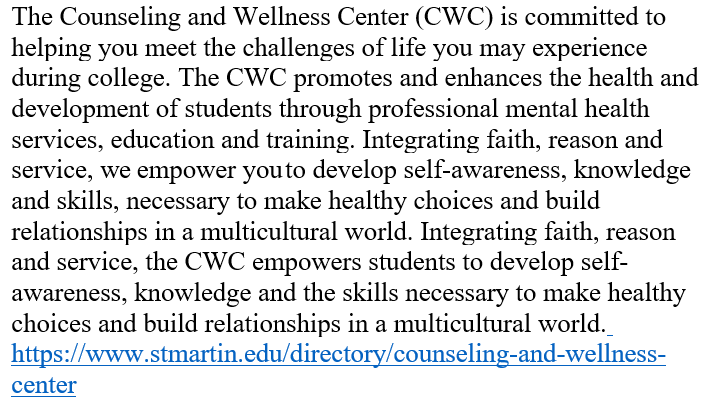 The Counseling and Wellness Center (CWC) is committed to
helping you meet the challenges of life you may experience
during college. The CWC promotes and enhances the health and
development of students through professional mental health
services, education and training. Integrating faith, reason and
service, we empower you to develop self-awareness, knowledge
and skills, necessary to make healthy choices and build
relationships in a multicultural world. Integrating faith, reason
and service, the CWC empowers students to develop self-
awareness, knowledge and the skills necessary to make healthy
choices and build relationships in a multicultural world.
https://www.stmartin.edu/directory/counseling-and-wellness-
center